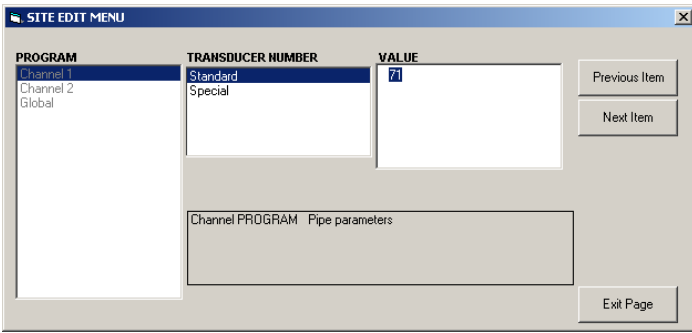 SITE EDIT MENU
PROGRAM
Channel 1
Channel 2
Global
TRANSDUCER NUMBER
Standard
Special
VALUE
71
Previous Item
Next Item
Channel PROGRAM   Pipe parameters
Exit Page